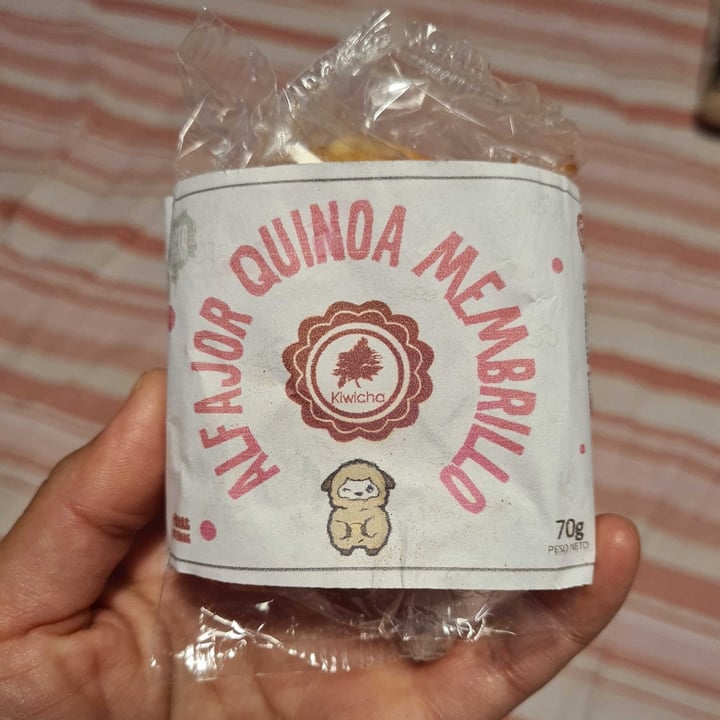 ALFAJOR QUINOA MEMBRILLO
Kiwicha
70g
PESO NETO